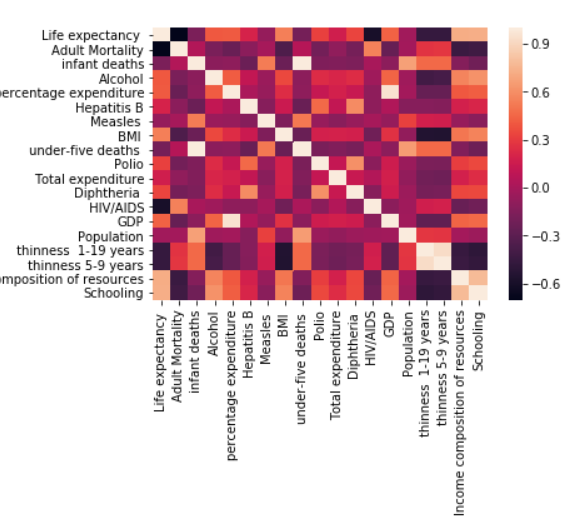 Life expectancy
Adult Mortality
infant deaths
Alcohol
percentage expenditure
Hepatitis B
Measles
BMI
under-five deaths
Polio
Total expenditure
Diphtheria
HIV/AIDS
GDP
Population
thinness 1-19 years
thinness 5-9 years
omposition of resources
Schooling
0.9
0.6
0.3
0.0
−0.3
−0.6
Life expectancy
Adult Mortality
infant deaths
Alcohol
percentage expenditure
Hepatitis B
Measles
BMI
under-five deaths
Polio
Total expenditure
Diphtheria
HIV/AIDS
GDP
Population
thinness 1-19 years
thinness 5-9 years
Income composition of resources
Schooling